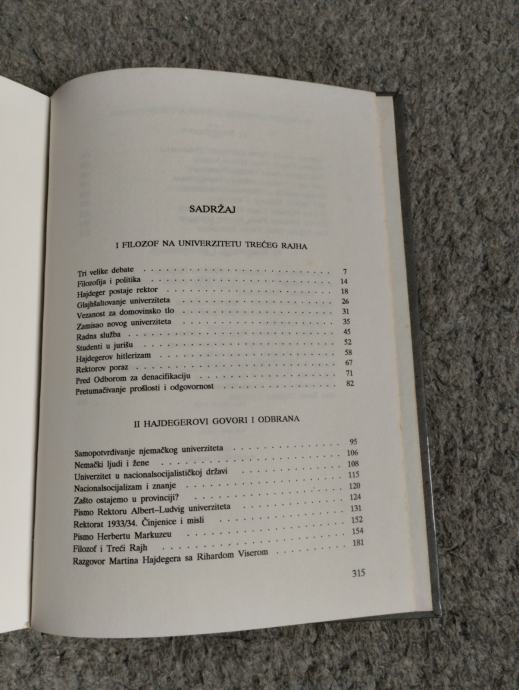 SADRŽAJ
I FILOZOF NA UNIVERZITETU TREĆEG RAJHA
Tri velike debate . . . . . . . . . . . . . . . . . . . . 7
Filozofija i politika . . . . . . . . . . . . . . . . . . . . 14
Hajdeger postaje rektor . . . . . . . . . . . . . . . . . . 18
Glajhšaltovanje univerziteta . . . . . . . . . . . . . . . . 26
Vezanost za domovinsko tlo . . . . . . . . . . . . . . . . 31
Zamisao novog univerziteta . . . . . . . . . . . . . . . . 35
Radna služba . . . . . . . . . . . . . . . . . . . . . . 45
Studenti u jurišu . . . . . . . . . . . . . . . . . . . . 52
Hajdegerov hitlerizam . . . . . . . . . . . . . . . . . . 58
Rektorov poraz . . . . . . . . . . . . . . . . . . . . . 67
Pred Odborom za denacifikaciju . . . . . . . . . . . . . . 71
Pretumačivanje prošlosti i odgovornost . . . . . . . . . . . 82
II HAJDEGEROVI GOVORI I ODBRANA
Samopotvrđivanje njemačkog univerziteta . . . . . . . . . . 95
Nemački ljudi i žene . . . . . . . . . . . . . . . . . . . 106
Univerzitet u nacionalsocijalističkoj državi . . . . . . . . . 108
Nacionalsocijalizam i znanje . . . . . . . . . . . . . . . . 115
Zašto ostajemo u provinciji? . . . . . . . . . . . . . . . . 120
Pismo Rektoru Albert–Ludvig univerziteta . . . . . . . . . . 124
Rektorat 1933/34. Činjenice i misli . . . . . . . . . . . . . 131
Pismo Herbertu Markuzeu . . . . . . . . . . . . . . . . . 152
Filozof i Treći Rajh . . . . . . . . . . . . . . . . . . . 154
Razgovor Martina Hajdegera sa Rihardom Viserom . . . . . . 181
315